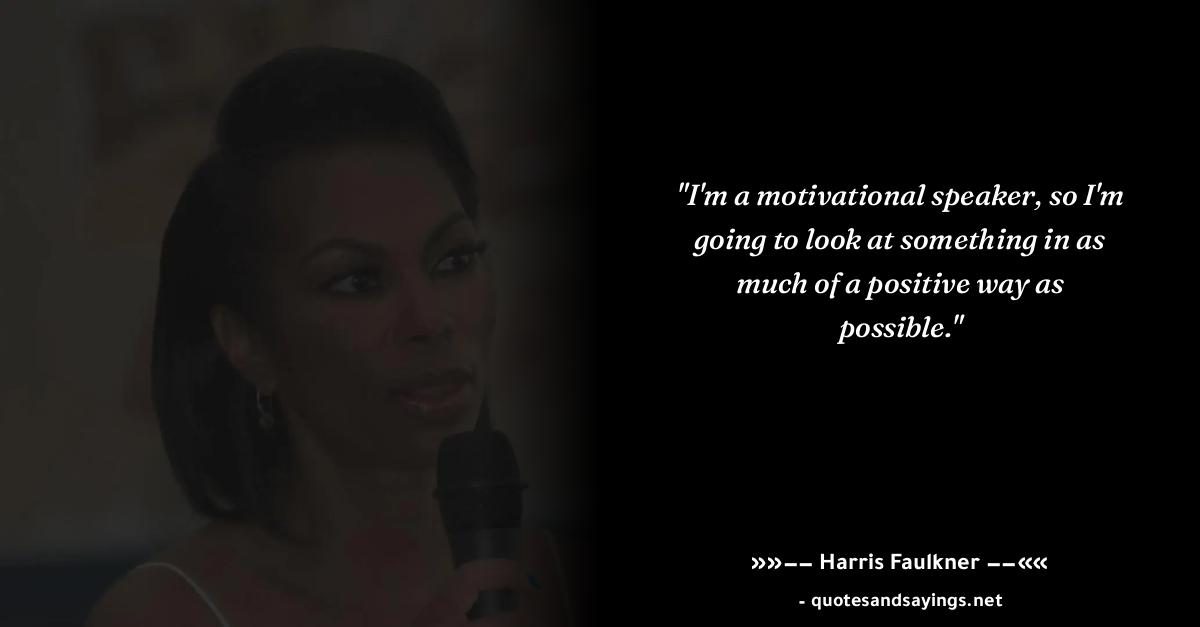 "I'm a motivational speaker, so I'm
going to look at something in as
much of a positive way as
possible."
»»–– Harris Faulkner ––««
- quotesandsayings.net